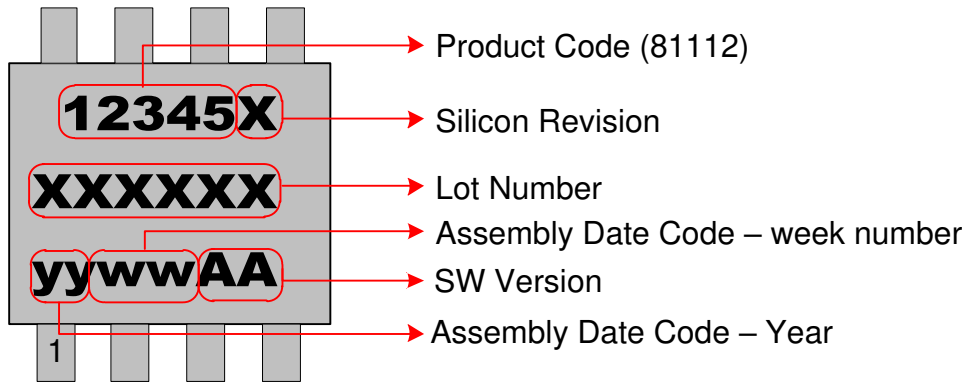 Product Code (81112)
12345X
Silicon Revision
XXXXXX
Lot Number
Assembly Date Code – week number
yywwAA
SW Version
Assembly Date Code – Year
1